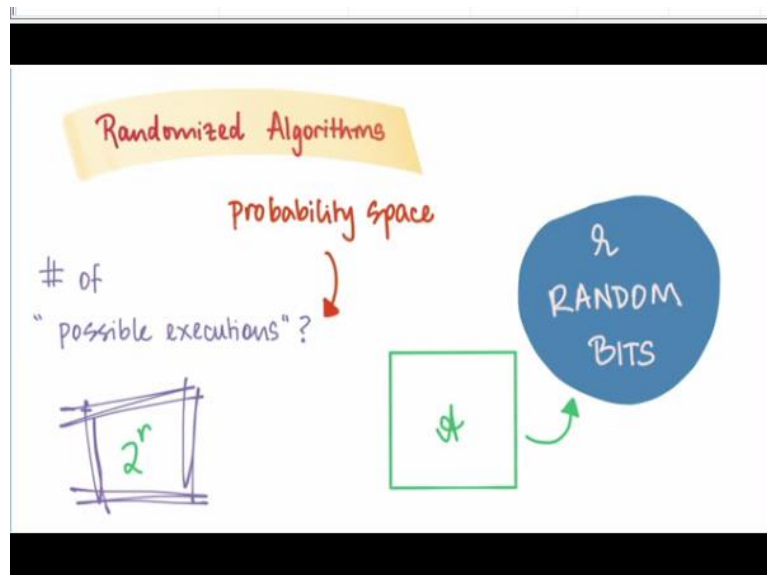 Randomized Algorithms
Probability space
# of
"possible executions"?
2^r
A
r
RANDOM
BITS